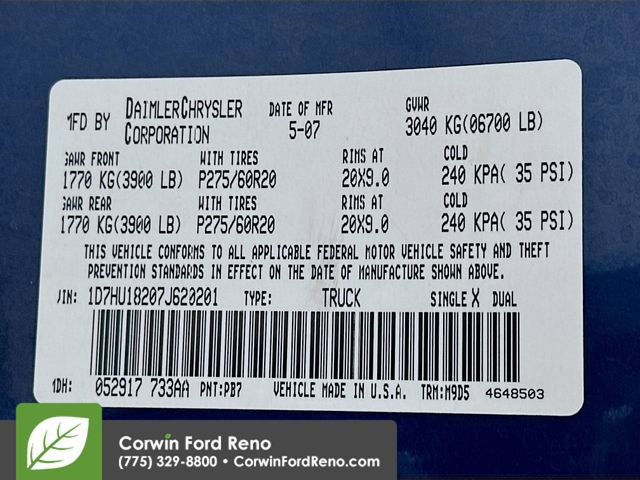 MFD BY DAIMLERCHRYSLER CORPORATION DATE OF MFR 5-07 GVWR 3040 KG(06700 LB)
GAWR FRONT WITH TIRES RIMS AT COLD
1770 KG(3900 LB) P275/60R20 20X9.0 240 KPA( 35 PSI)
GAWR REAR WITH TIRES RIMS AT COLD
1770 KG(3900 LB) P275/60R20 20X9.0 240 KPA( 35 PSI)
THIS VEHICLE CONFORMS TO ALL APPLICABLE FEDERAL MOTOR VEHICLE SAFETY AND THEFT
PREVENTION STANDARDS IN EFFECT ON THE DATE OF MANUFACTURE SHOWN ABOVE.
VIN: 1D7HU18207J620201 TYPE: TRUCK SINGLE X DUAL
MDH: 052917 733AA PNT:PB7 VEHICLE MADE IN U.S.A. TRM:M9D5 4648503
Corwin Ford Reno
(775) 329-8800 • CorwinFordReno.com